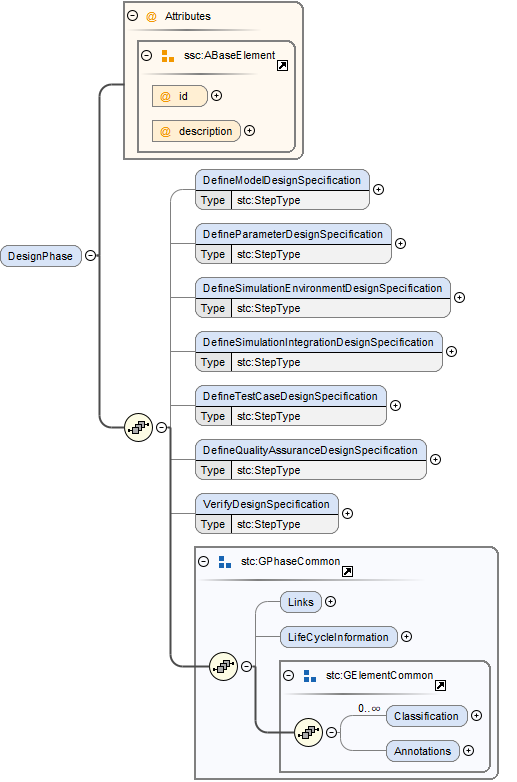 @ Attributes
ssc:ABaseElement
@ id
@ description
DesignPhase
DefineModelDesignSpecification
Type stc:StepType
DefineParameterDesignSpecification
Type stc:StepType
DefineSimulationEnvironmentDesignSpecification
Type stc:StepType
DefineSimulationIntegrationDesignSpecification
Type stc:StepType
DefineTestCaseDesignSpecification
Type stc:StepType
DefineQualityAssuranceDesignSpecification
Type stc:StepType
VerifyDesignSpecification
Type stc:StepType
stc:GPhaseCommon
Links
LifeCycleInformation
stc:GElementCommon
0..∞
Classification
Annotations